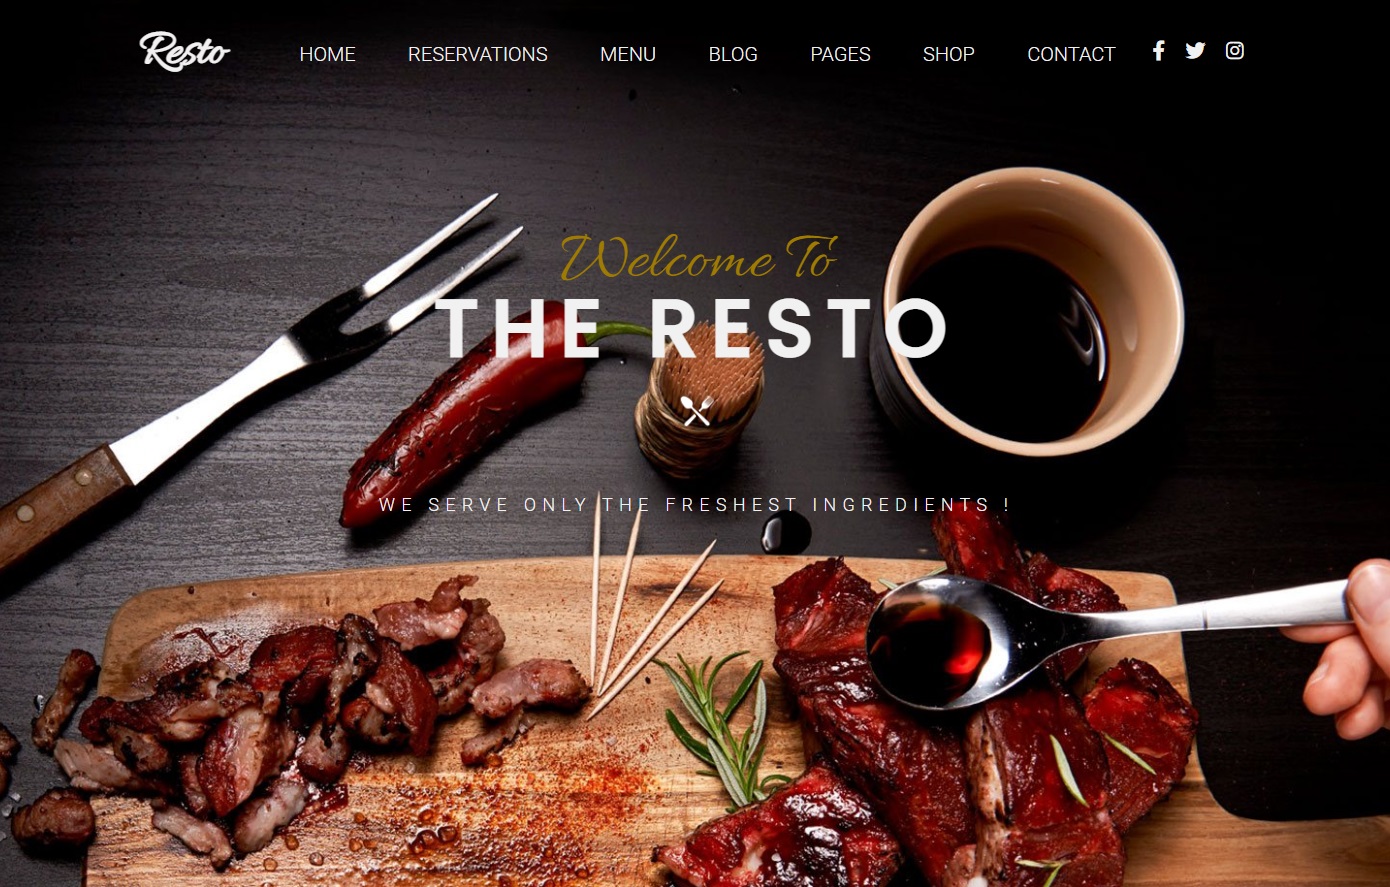 Resto
HOME RESERVATIONS MENU BLOG PAGES SHOP CONTACT
Welcome To
THE RESTO
WE SERVE ONLY THE FRESHEST INGREDIENTS !